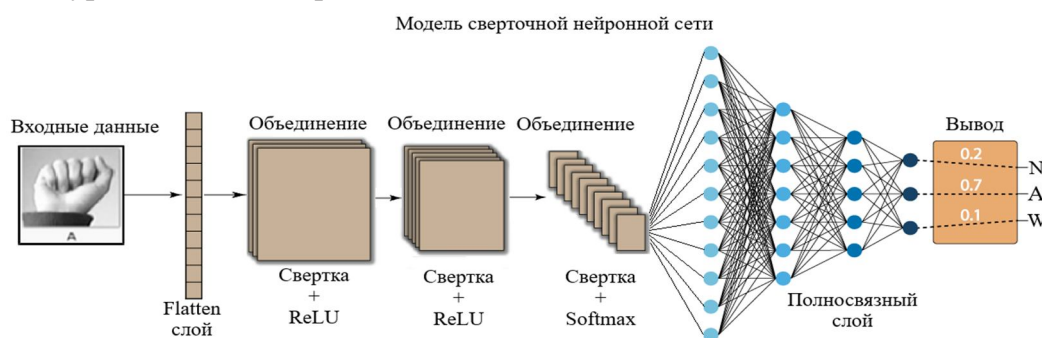 Модель сверточной нейронной сети
Входные данные
A
Flatten
слой
Объединение
Свертка
+
ReLU
Объединение
Свертка
+
ReLU
Объединение
Свертка
+
Softmax
Полносвязный
слой
Вывод
0.2
N
0.7
A
0.1
W